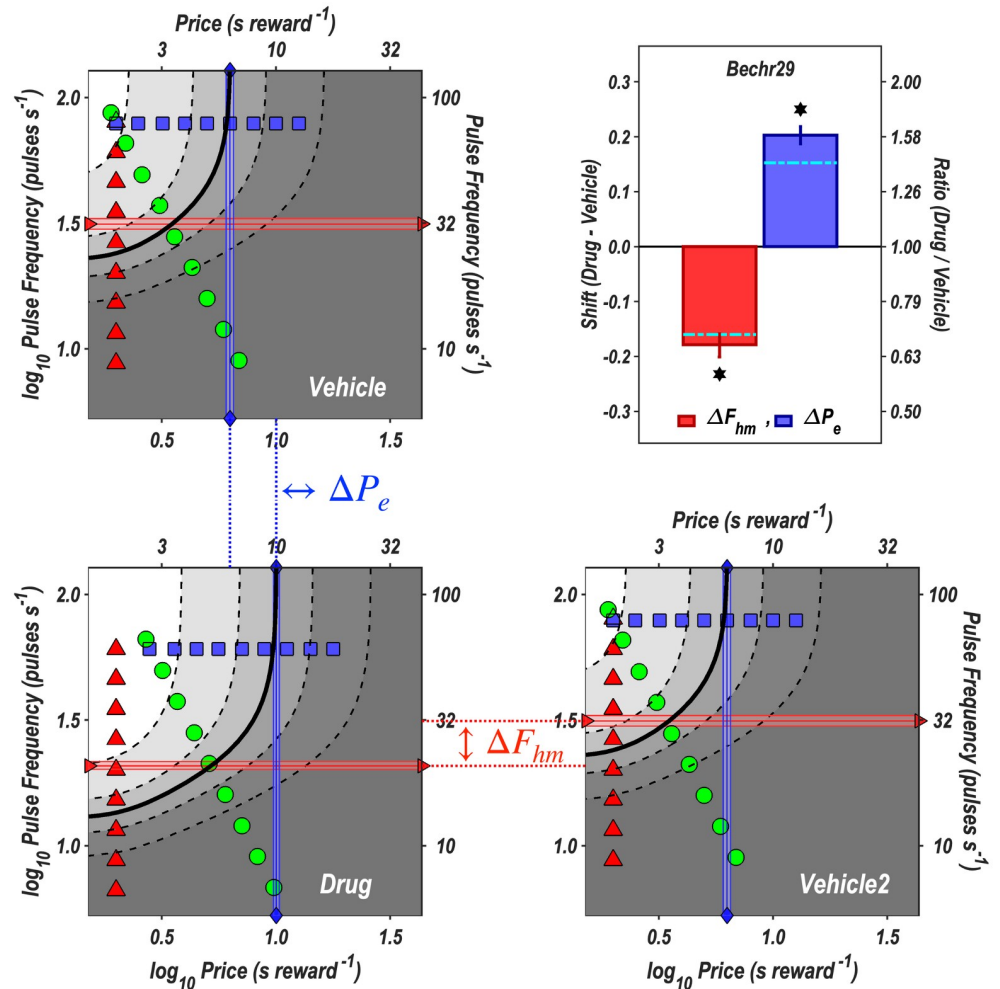 Price (s reward⁻¹)
3 10 32
log₁₀ Pulse Frequency (pulses s⁻¹)
2.0
1.5
1.0
100
32
10
Pulse Frequency (pulses s⁻¹)
Vehicle
0.5 1.0 1.5
Bechr29
Shift (Drug - Vehicle)
0.3
0.2
0.1
0.0
-0.1
-0.2
-0.3
2.00
1.58
1.26
1.00
0.79
0.63
0.50
Ratio (Drug / Vehicle)
ΔF_hm , ΔP_e
↔ ΔP_e
3 10 32
log₁₀ Pulse Frequency (pulses s⁻¹)
2.0
1.5
1.0
100
32
10
Drug
0.5 1.0 1.5
log₁₀ Price (s reward⁻¹)
↕ ΔF_hm
Price (s reward⁻¹)
3 10 32
2.0
1.5
1.0
100
32
10
Pulse Frequency (pulses s⁻¹)
Vehicle2
0.5 1.0 1.5
log₁₀ Price (s reward⁻¹)